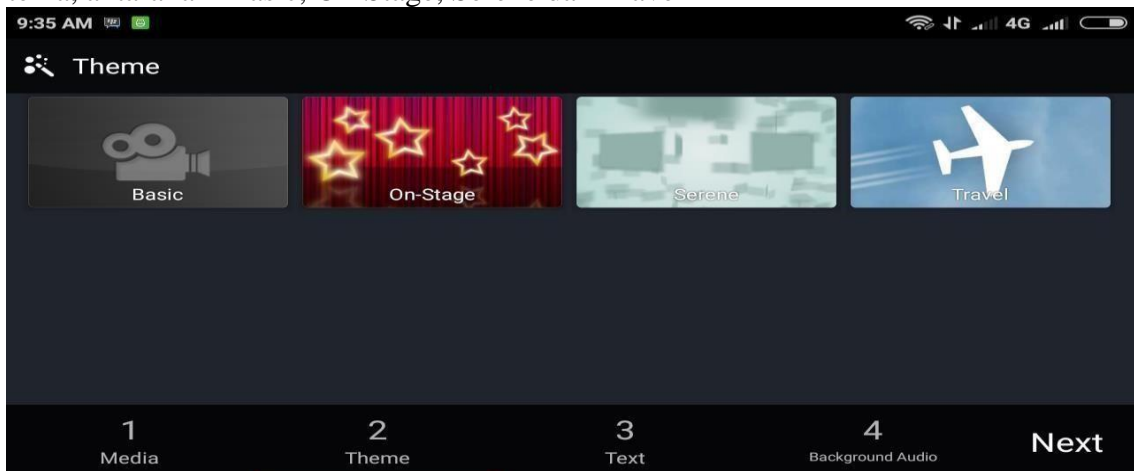 9:35 AM 4G
Theme
Basic On-Stage Serene Travel
1 2 3 4
Media Theme Text Background Audio Next